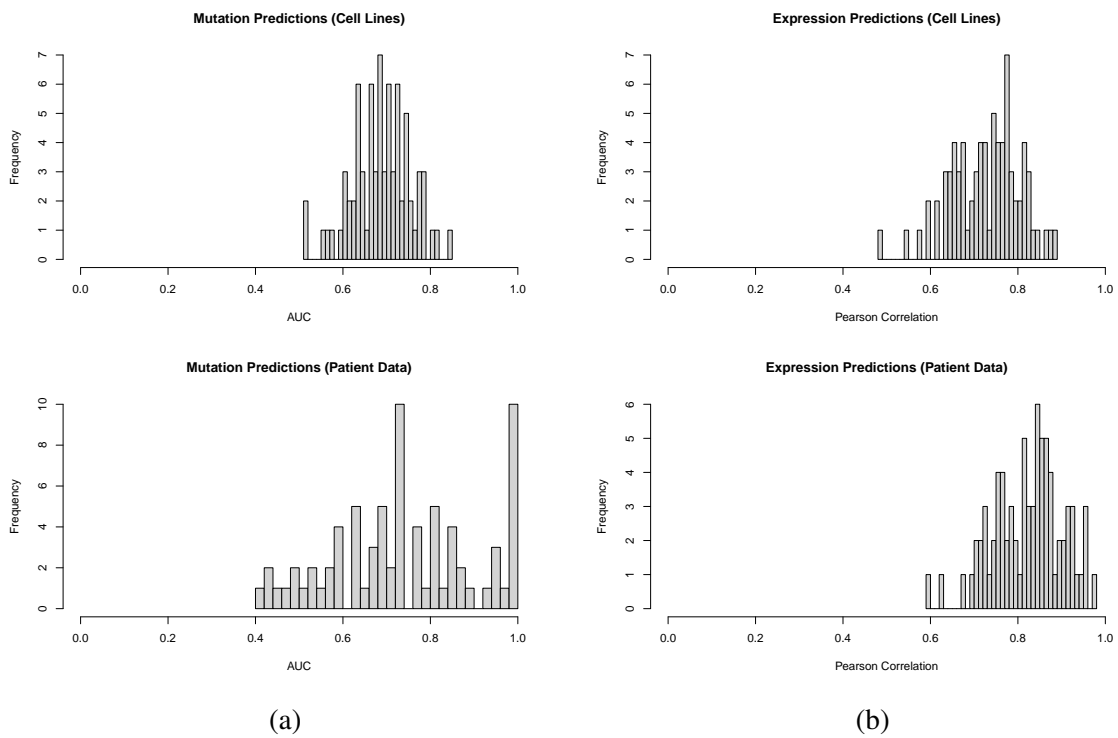 Mutation Predictions (Cell Lines)
Frequency
7
6
5
4
3
2
1
0
0.0 0.2 0.4 0.6 0.8 1.0
AUC
Expression Predictions (Cell Lines)
Frequency
7
6
5
4
3
2
1
0
0.0 0.2 0.4 0.6 0.8 1.0
Pearson Correlation
Mutation Predictions (Patient Data)
Frequency
10
8
6
4
2
0
0.0 0.2 0.4 0.6 0.8 1.0
AUC
Expression Predictions (Patient Data)
Frequency
6
5
4
3
2
1
0
0.0 0.2 0.4 0.6 0.8 1.0
Pearson Correlation
(a)
(b)